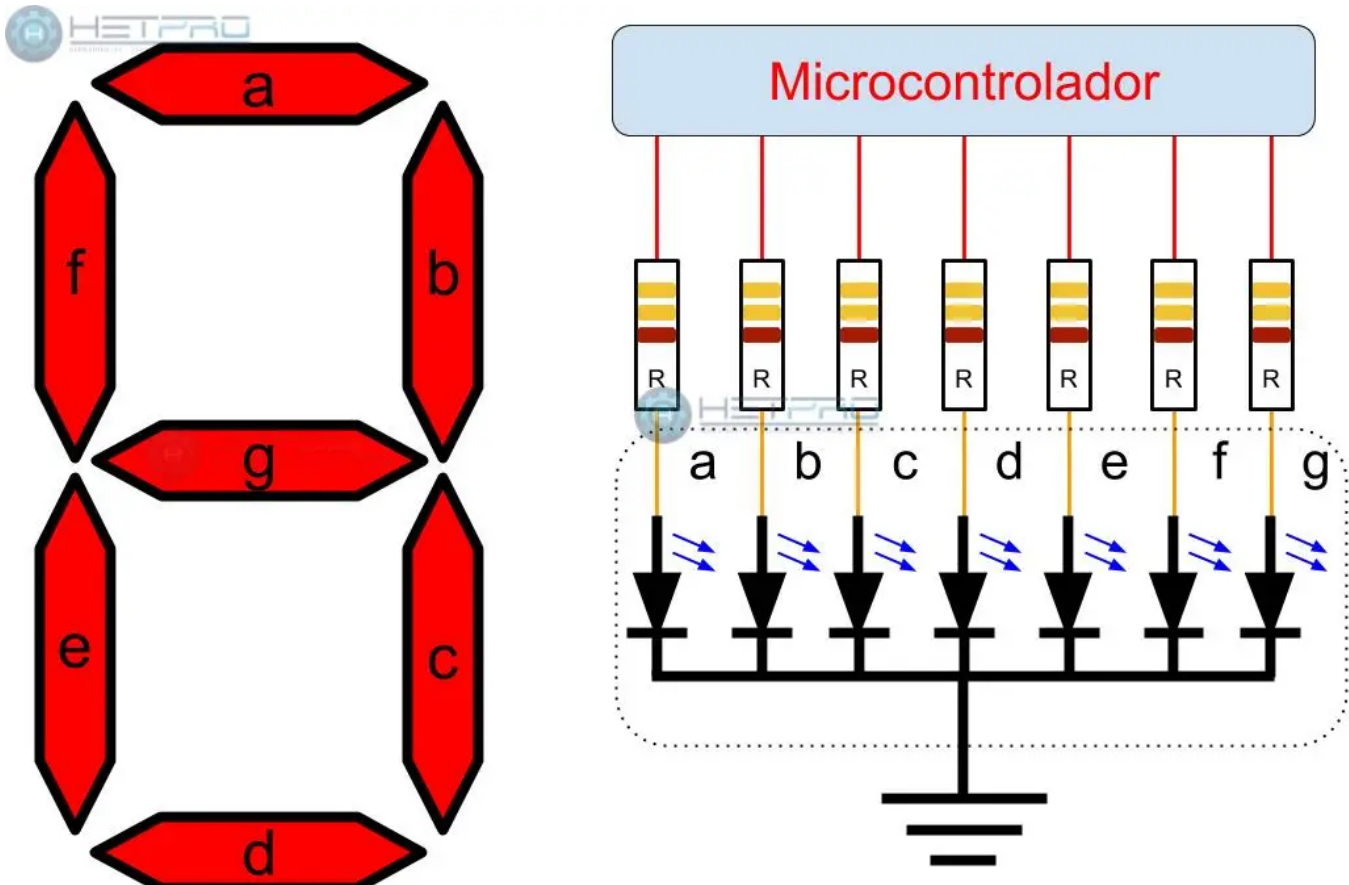 HETPRO
a
f
b
g
e
c
d
Microcontrolador
R R R R R R R
HETPRO
a b c d e f g